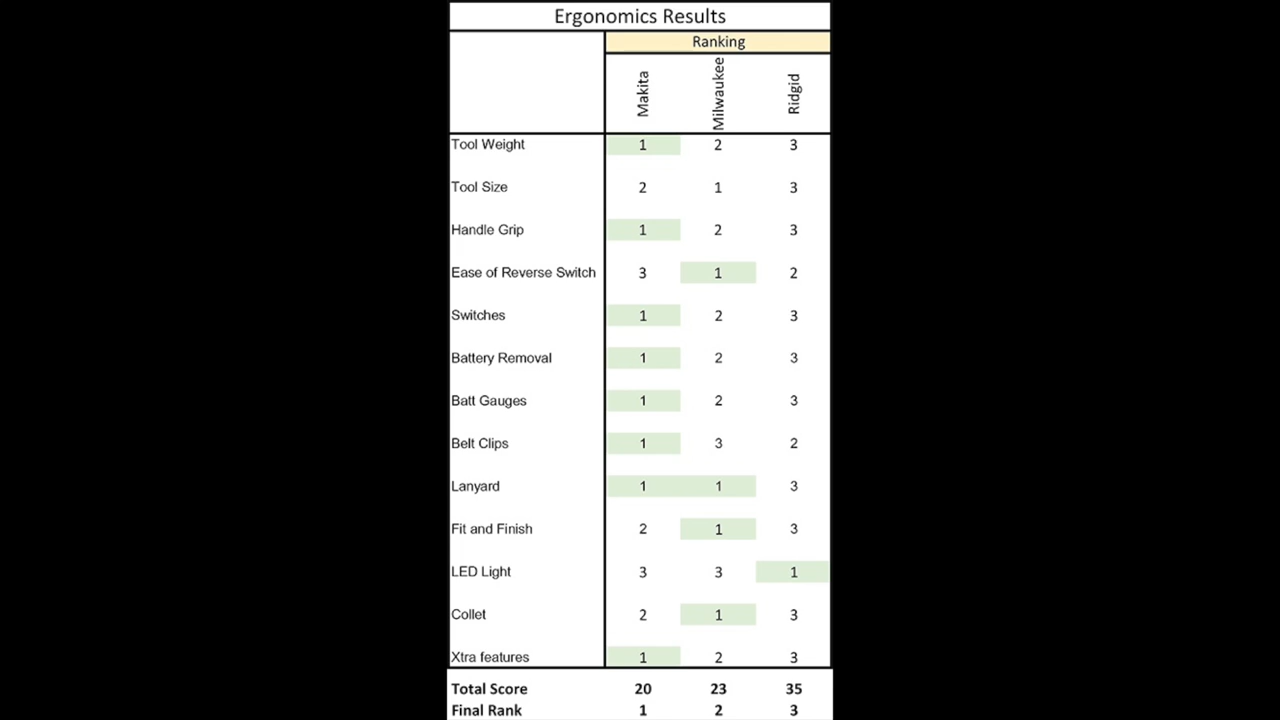 Ergonomics Results
Ranking
Makita Milwaukee Ridgid
Tool Weight 1 2 3
Tool Size 2 1 3
Handle Grip 1 2 3
Ease of Reverse Switch 3 1 2
Switches 1 2 3
Battery Removal 1 2 3
Batt Gauges 1 2 3
Belt Clips 1 3 2
Lanyard 1 1 3
Fit and Finish 2 1 3
LED Light 3 3 1
Collet 2 1 3
Xtra features 1 2 3
Total Score 20 23 35
Final Rank 1 2 3